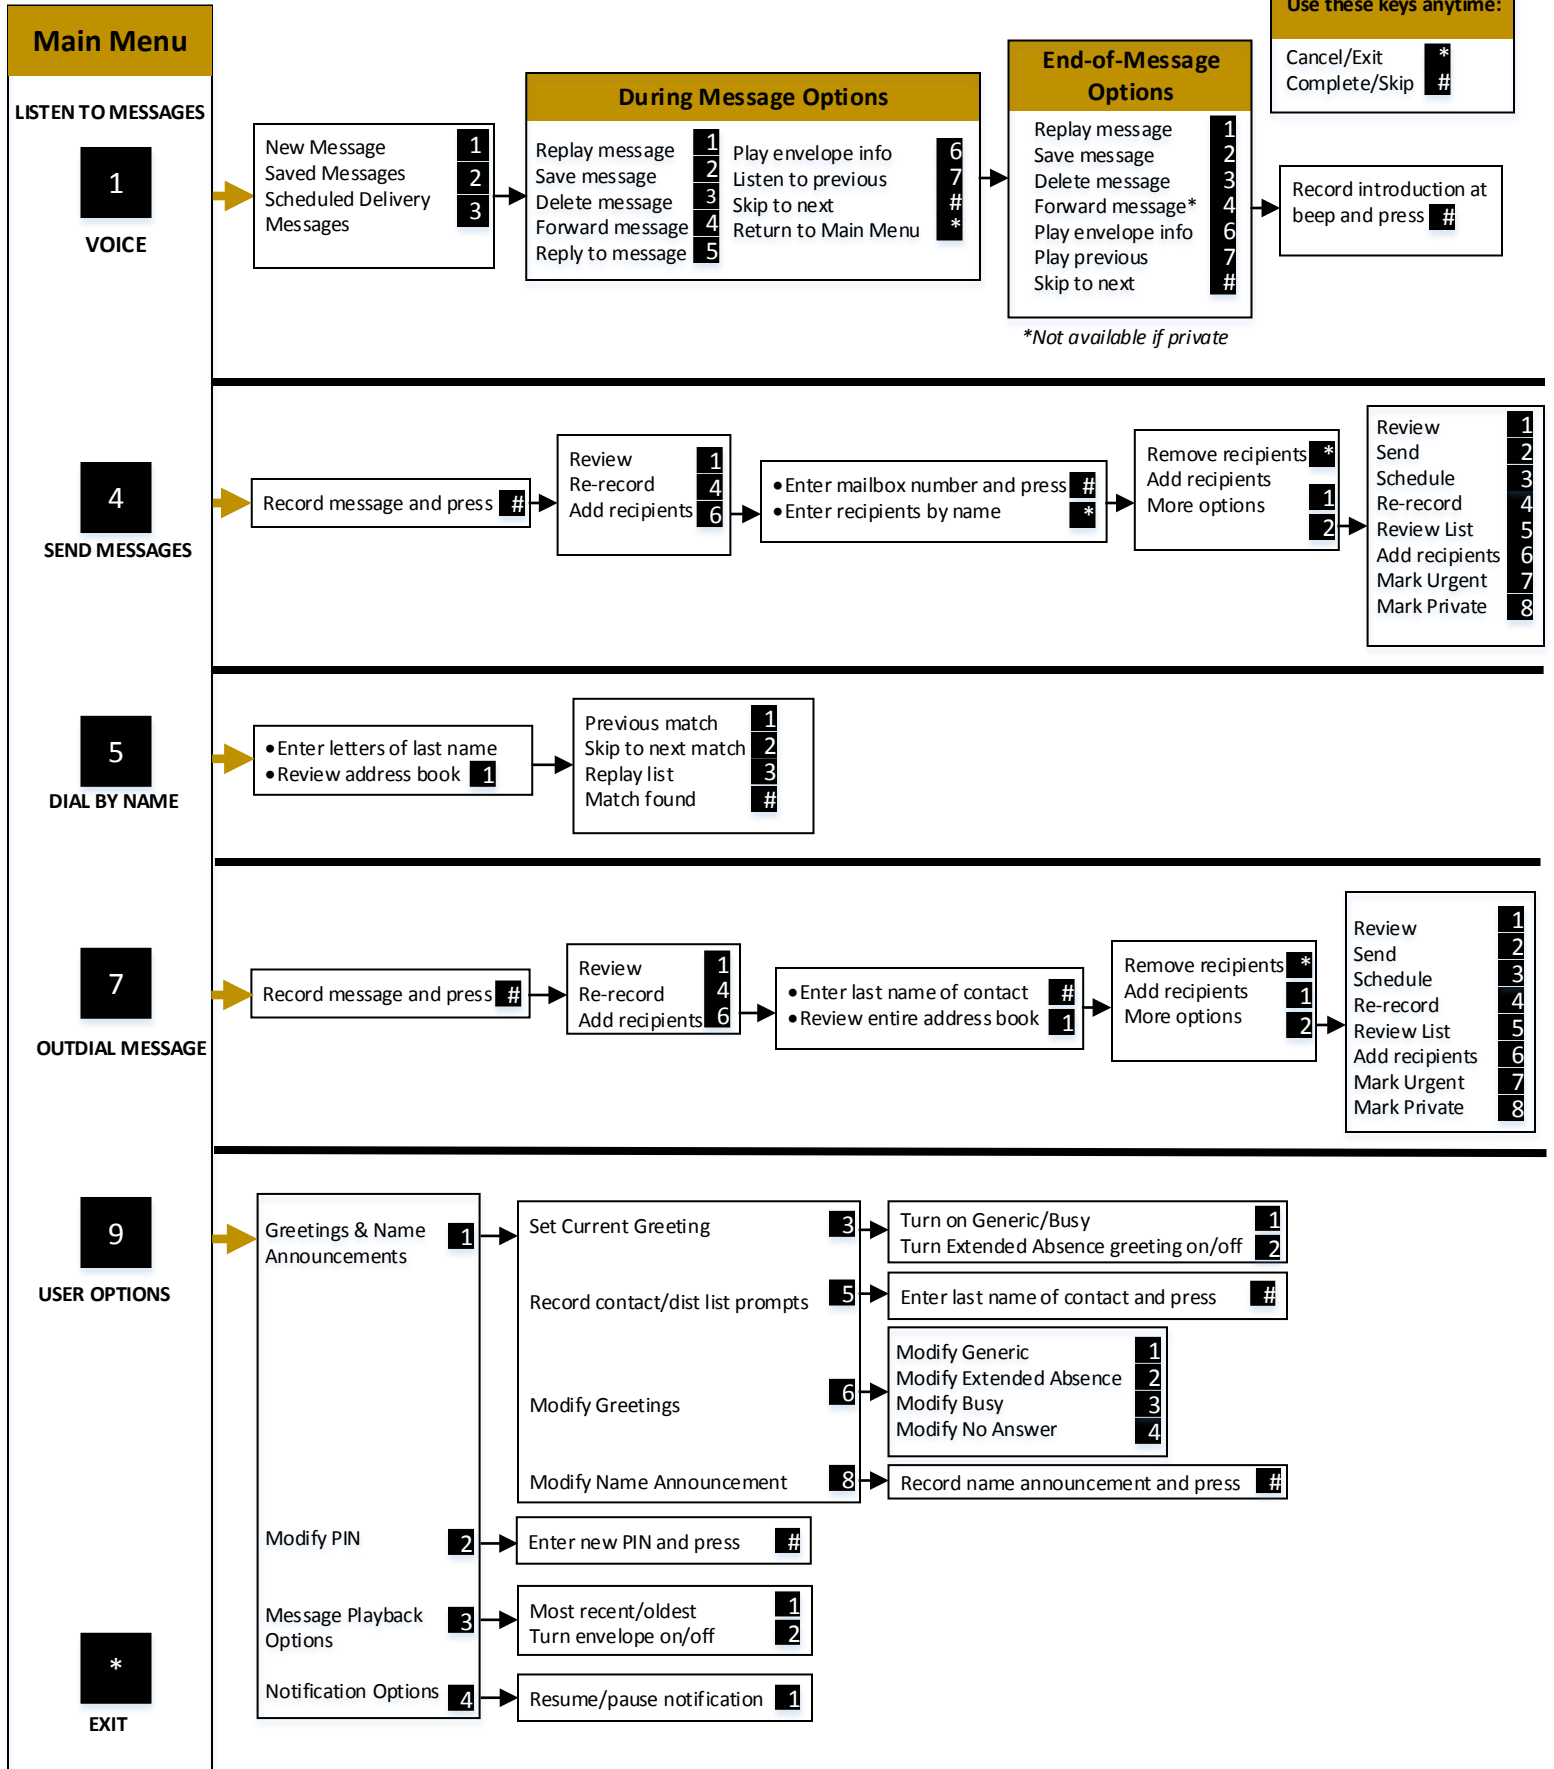 Main Menu
LISTEN TO MESSAGES
1
VOICE
New Message 1
Saved Messages 2
Scheduled Delivery 3
Messages
During Message Options
Replay message 1
Save message 2
Delete message 3
Forward message 4
Reply to message 5
Play envelope info 6
Listen to previous 7
Skip to next #
Return to Main Menu *
End-of-Message
Options
Replay message 1
Save message 2
Delete message 3
Forward message* 4
Play envelope info 6
Play previous 7
Skip to next #
*Not available if private
Use these keys anytime:
Cancel/Exit *
Complete/Skip #
Record introduction at
beep and press #
4
SEND MESSAGES
Record message and press #
Review 1
Re-record 4
Add recipients 6
•Enter mailbox number and press #
•Enter recipients by name *
Remove recipients *
Add recipients 1
More options 2
Review 1
Send 2
Schedule 3
Re-record 4
Review List 5
Add recipients 6
Mark Urgent 7
Mark Private 8
5
DIAL BY NAME
•Enter letters of last name
•Review address book 1
Previous match 1
Skip to next match 2
Replay list 3
Match found #
7
OUTDIAL MESSAGE
Record message and press #
Review 1
Re-record 4
Add recipients 6
•Enter last name of contact #
•Review entire address book 1
Remove recipients *
Add recipients 1
More options 2
Review 1
Send 2
Schedule 3
Re-record 4
Review List 5
Add recipients 6
Mark Urgent 7
Mark Private 8
9
USER OPTIONS
Greetings & Name
Announcements 1
Set Current Greeting 3
Turn on Generic/Busy 1
Turn Extended Absence greeting on/off 2
Record contact/dist list prompts 5
Enter last name of contact and press #
Modify Greetings 6
Modify Generic 1
Modify Extended Absence 2
Modify Busy 3
Modify No Answer 4
Modify Name Announcement 8
Record name announcement and press #
Modify PIN 2
Enter new PIN and press #
Message Playback
Options 3
Most recent/oldest 1
Turn envelope on/off 2
Notification Options 4
Resume/pause notification 1
*
EXIT